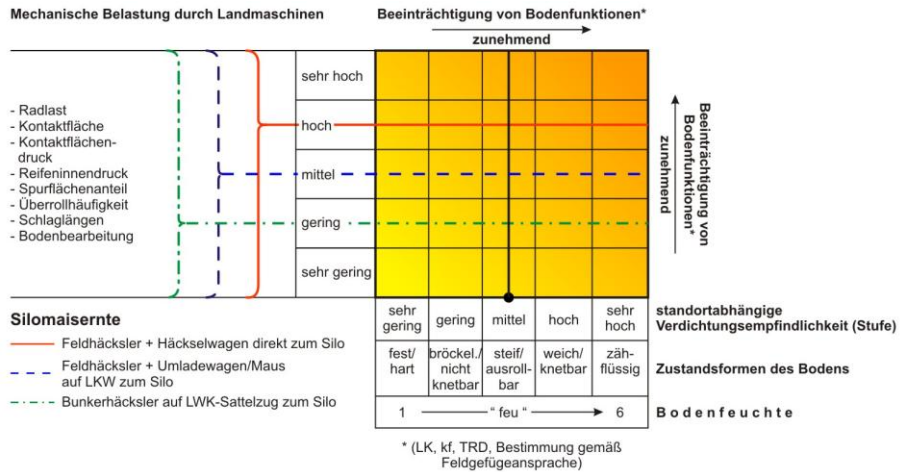 Mechanische Belastung durch Landmaschinen
Beeinträchtigung von Bodenfunktionen*
zunehmend
- Radlast
- Kontaktfläche
- Kontaktflächen-
druck
- Reifeninnendruck
- Spurflächenanteil
- Überrollhäufigkeit
- Schlaglängen
- Bodenbearbeitung
sehr hoch
hoch
mittel
gering
sehr gering
Beeinträchtigung von
Bodenfunktionen*
zunehmend
Silomaisernte
Feldhäcksler + Häckselwagen direkt zum Silo
Feldhäcksler + Umladewagen/Maus
auf LKW zum Silo
Bunkerhäcksler auf LWK-Sattelzug zum Silo
sehr
gering
gering
mittel
hoch
sehr
hoch
standortabhängige
Verdichtungsempfindlichkeit (Stufe)
fest/
hart
bröckel./
nicht
knetbar
steif/
ausroll-
bar
weich/
knetbar
zäh-
flüssig
Zustandsformen des Bodens
1 “ feu “ 6
Bodenfeuchte
* (LK, kf, TRD, Bestimmung gemäß
Feldgefügeansprache)